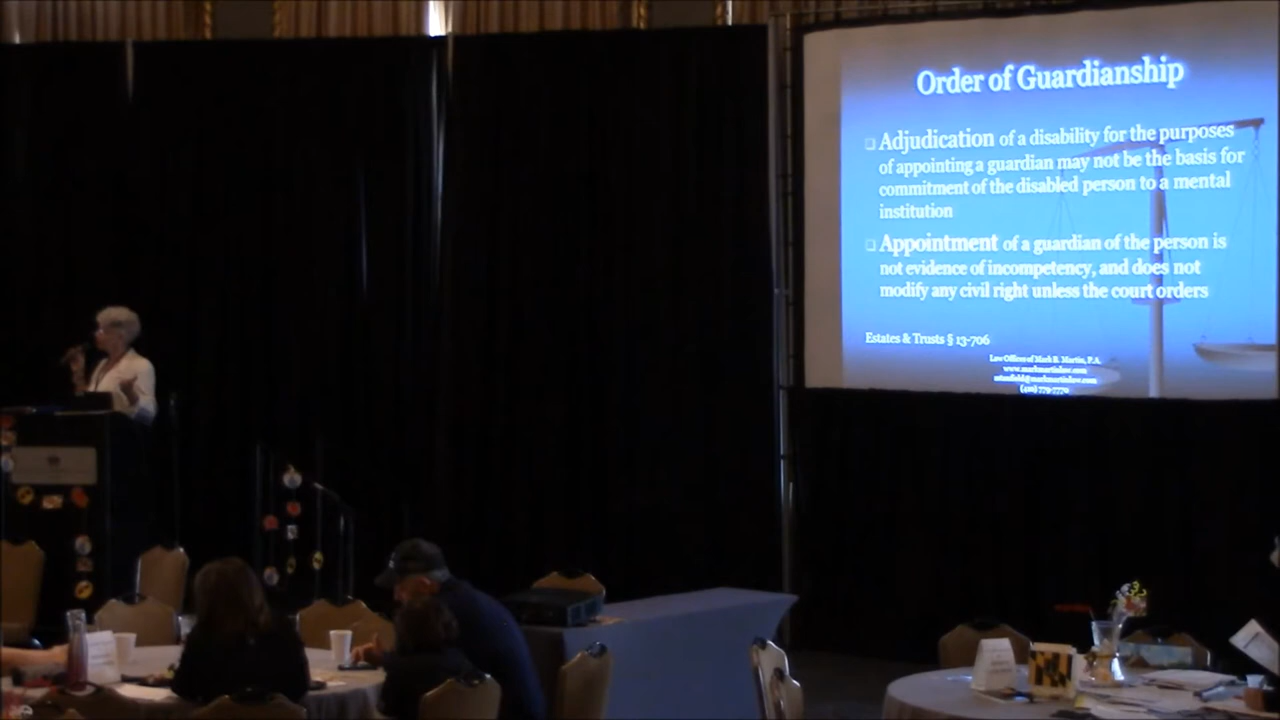 Order of Guardianship
Adjudication of a disability for the purposes
of appointing a guardian may not be the basis for
commitment of the disabled person to a mental
institution
Appointment of a guardian of the person is
not evidence of incompetency, and does not
modify any civil right unless the court orders
Estates & Trusts § 13-706
Law Offices of Mark B. Martin, P.A.
www.markmartinlaw.com